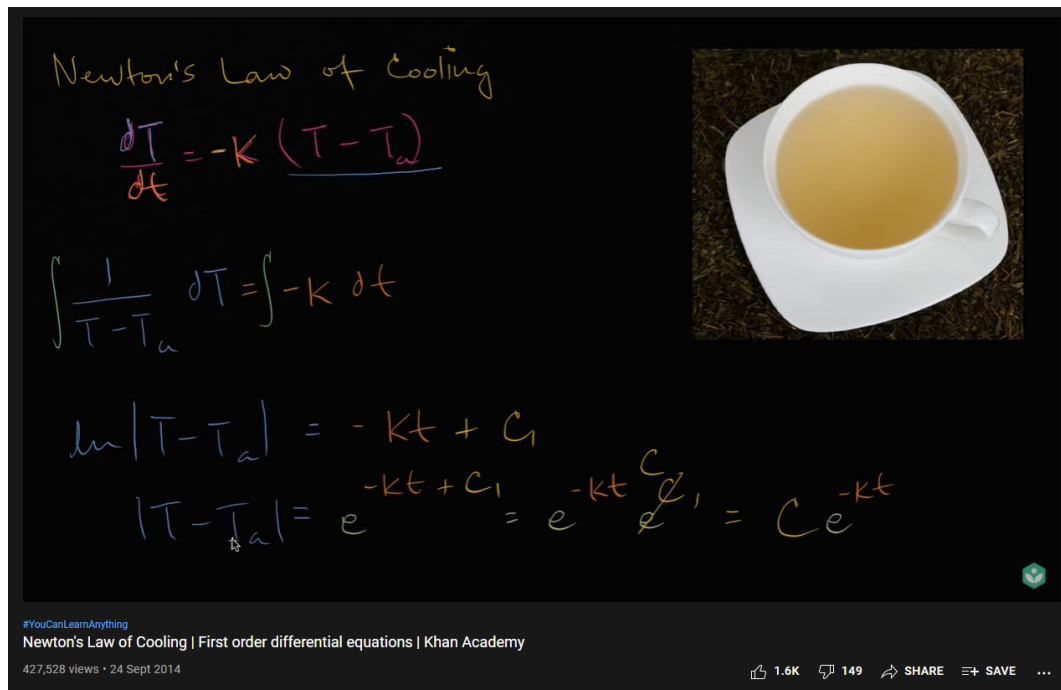 Newton's Law of Cooling
dT/dt = -K (T - Tₐ)
∫ 1/(T - Tₐ) dT = ∫ -K dt
ln |T - Tₐ| = -Kt + C₁
|T - Tₐ| = e^(-Kt + C₁) = e^(-Kt) e^(C₁) C = Ce^(-Kt)
#YouCanLearnAnything
Newton's Law of Cooling | First order differential equations | Khan Academy
427,528 views • 24 Sept 2014
1.6K 149 SHARE SAVE